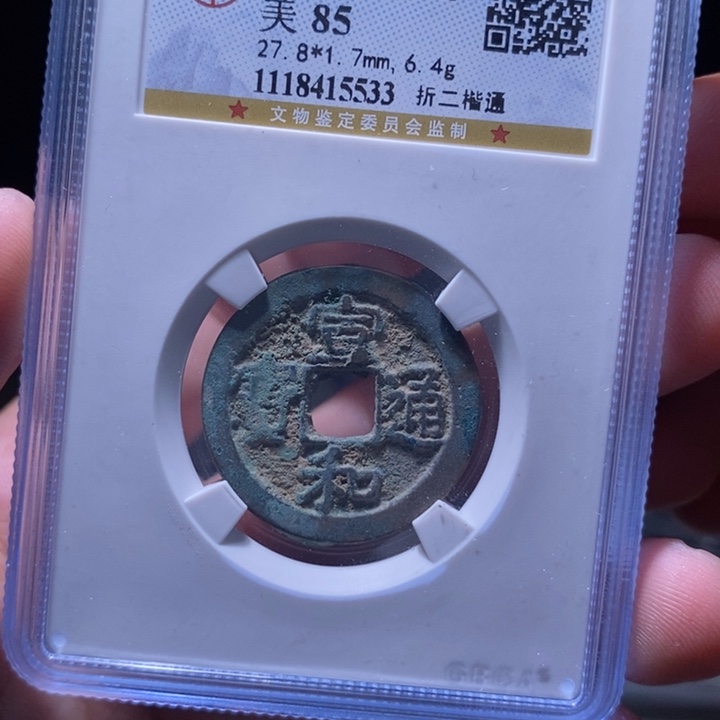 美 85
27.8*1.7mm, 6.4g
1118415533 折二楷通
文物鉴定委员会监制
宣和通寳